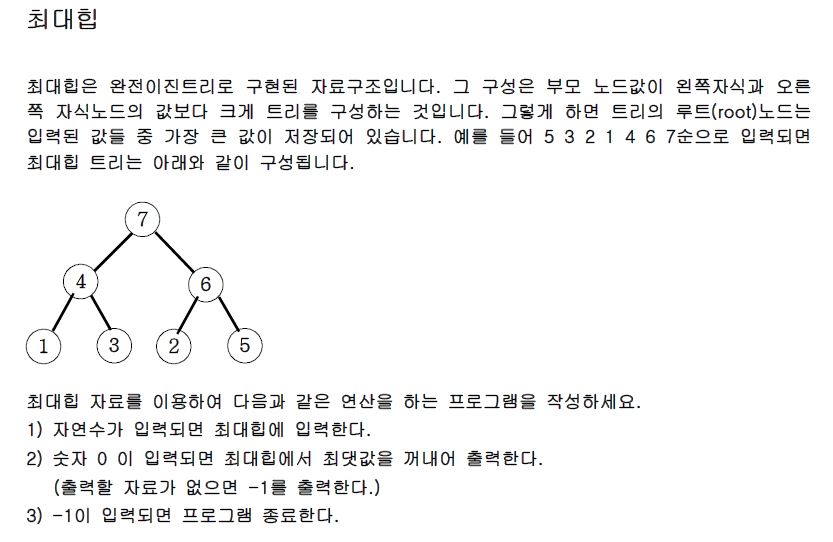 최대힙
최대힙은 완전이진트리로 구현된 자료구조입니다. 그 구성은 부모 노드값이 왼쪽자식과 오른
쪽 자식노드의 값보다 크게 트리를 구성하는 것입니다. 그렇게 하면 트리의 루트(root)노드는
입력된 값들 중 가장 큰 값이 저장되어 있습니다. 예를 들어 5 3 2 1 4 6 7순으로 입력되면
최대힙 트리는 아래와 같이 구성됩니다.
7
4 6
1 3 2 5
최대힙 자료를 이용하여 다음과 같은 연산을 하는 프로그램을 작성하세요.
1) 자연수가 입력되면 최대힙에 입력한다.
2) 숫자 0 이 입력되면 최대힙에서 최댓값을 꺼내어 출력한다.
(출력할 자료가 없으면 -1를 출력한다.)
3) -1이 입력되면 프로그램 종료한다.